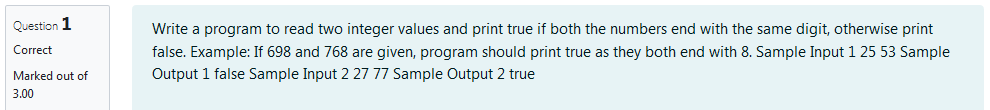 Question 1
Correct
Marked out of
3.00
Write a program to read two integer values and print true if both the numbers end with the same digit, otherwise print
false. Example: If 698 and 768 are given, program should print true as they both end with 8. Sample Input 1 25 53 Sample
Output 1 false Sample Input 2 27 77 Sample Output 2 true